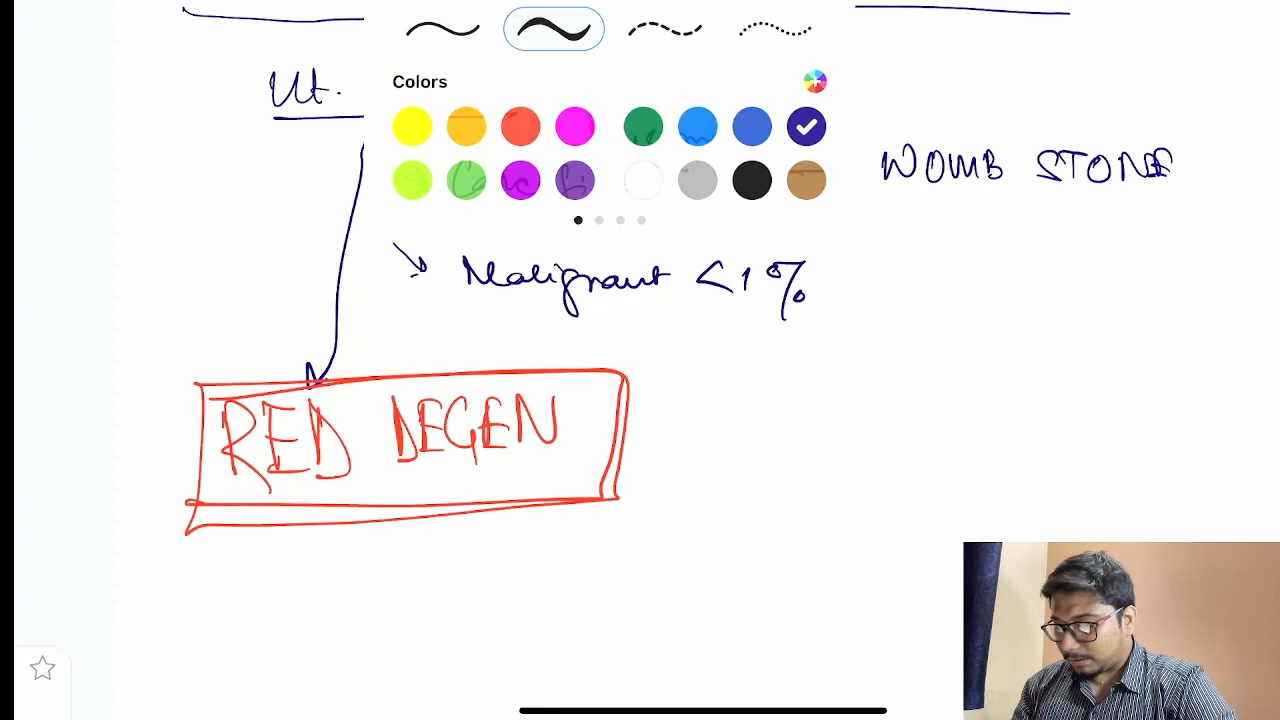 Colors
Ut.
WOMB STONE
Malignant <1%
RED DEGEN